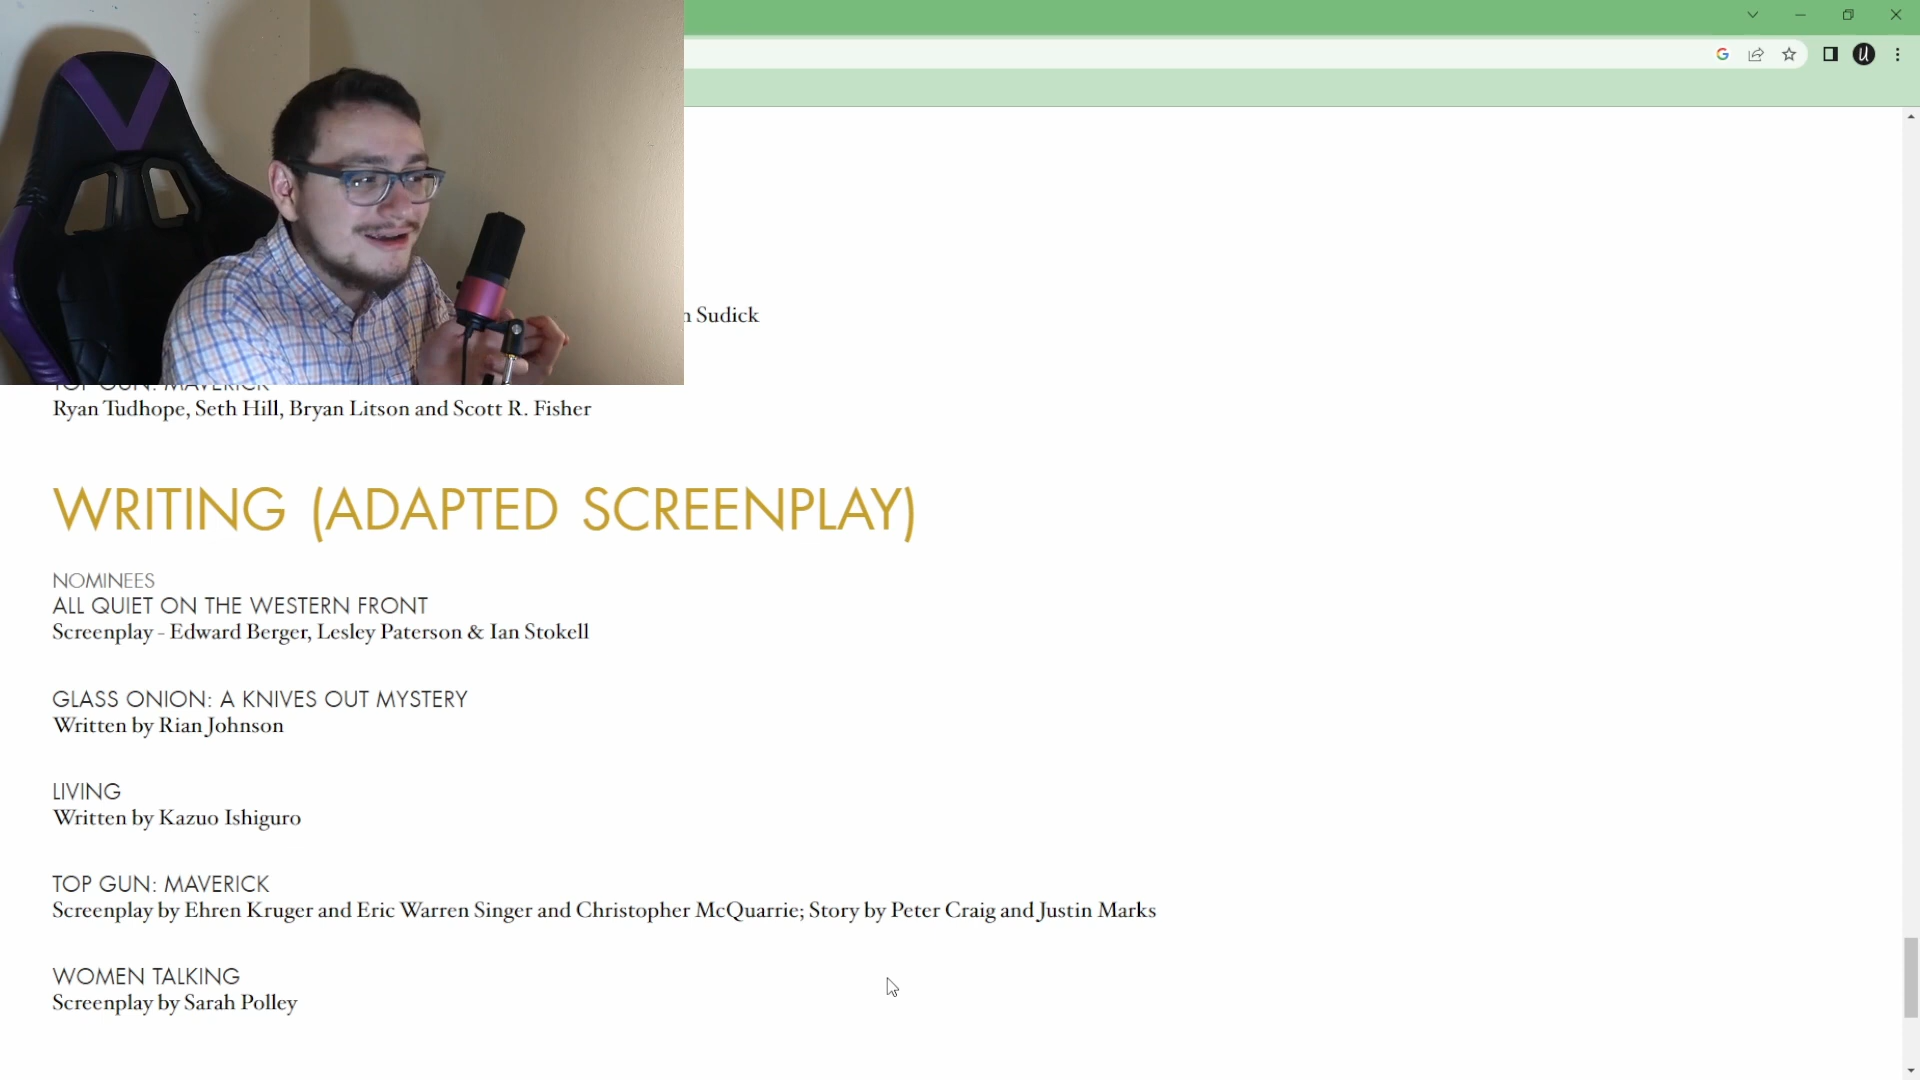 Sudick
TOP GUN: MAVERICK
Ryan Tudhope, Seth Hill, Bryan Litson and Scott R. Fisher
WRITING (ADAPTED SCREENPLAY)
NOMINEES
ALL QUIET ON THE WESTERN FRONT
Screenplay - Edward Berger, Lesley Paterson & Ian Stokell
GLASS ONION: A KNIVES OUT MYSTERY
Written by Rian Johnson
LIVING
Written by Kazuo Ishiguro
TOP GUN: MAVERICK
Screenplay by Ehren Kruger and Eric Warren Singer and Christopher McQuarrie; Story by Peter Craig and Justin Marks
WOMEN TALKING
Screenplay by Sarah Polley